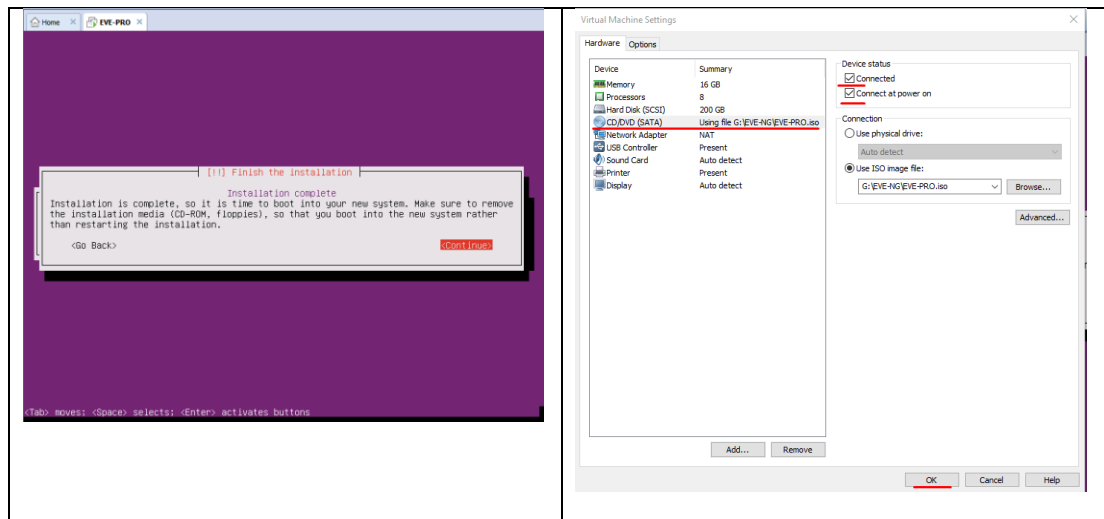 Home × EVE-PRO ×
[!!] Finish the installation
Installation complete
Installation is complete, so it is time to boot into your new system. Make sure to remove
the installation media (CD-ROM, floppies), so that you boot into the new system rather
than restarting the installation.
<Go Back> <Continue>
<Tab> moves; <Space> selects; <Enter> activates buttons
Virtual Machine Settings
Hardware Options
Device Summary
Memory 16 GB
Processors 8
Hard Disk (SCSI) 200 GB
CD/DVD (SATA) Using file G:\EVE-NG\EVE-PRO.iso
Network Adapter NAT
USB Controller Present
Sound Card Auto detect
Printer Present
Display Auto detect
Add... Remove
Device status
Connected
Connect at power on
Connection
Use physical drive:
Auto detect
Use ISO image file:
G:\EVE-NG\EVE-PRO.iso Browse...
Advanced...
OK Cancel Help